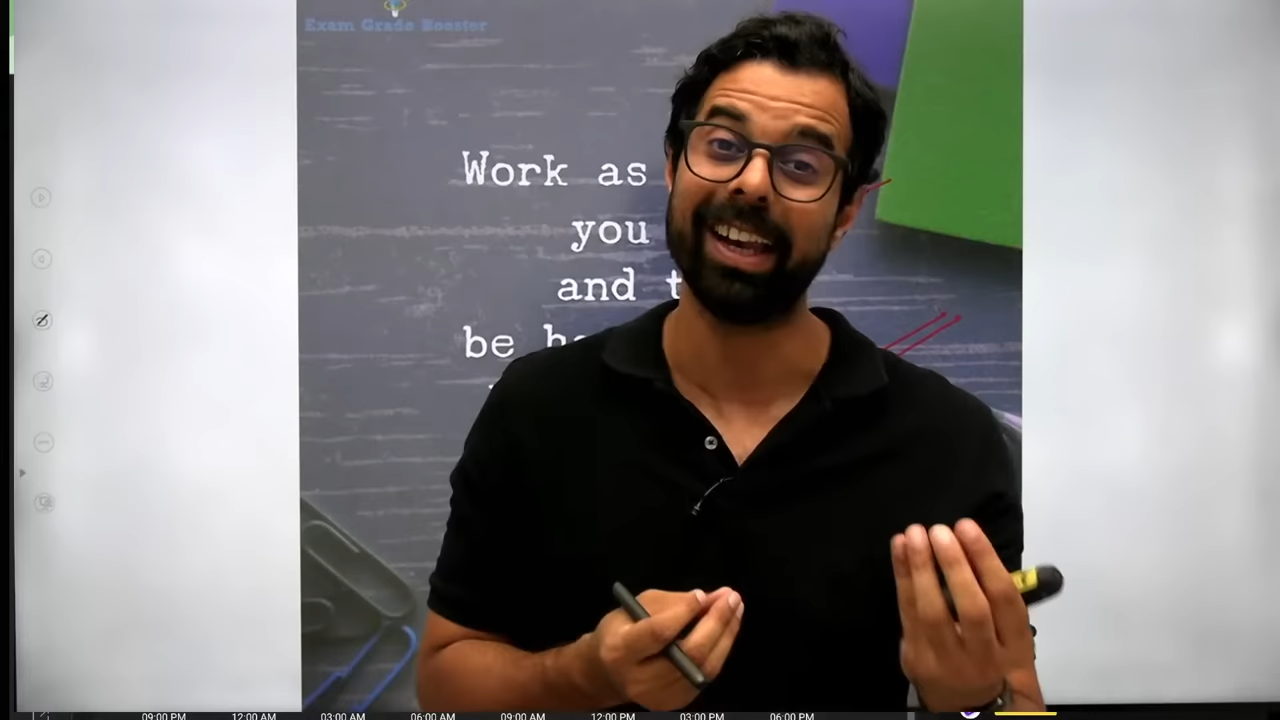 Exam Grade Booster
Work as
you
and t
be ha
09:00 PM 12:00 AM 03:00 AM 06:00 AM 09:00 AM 12:00 PM 03:00 PM 06:00 PM